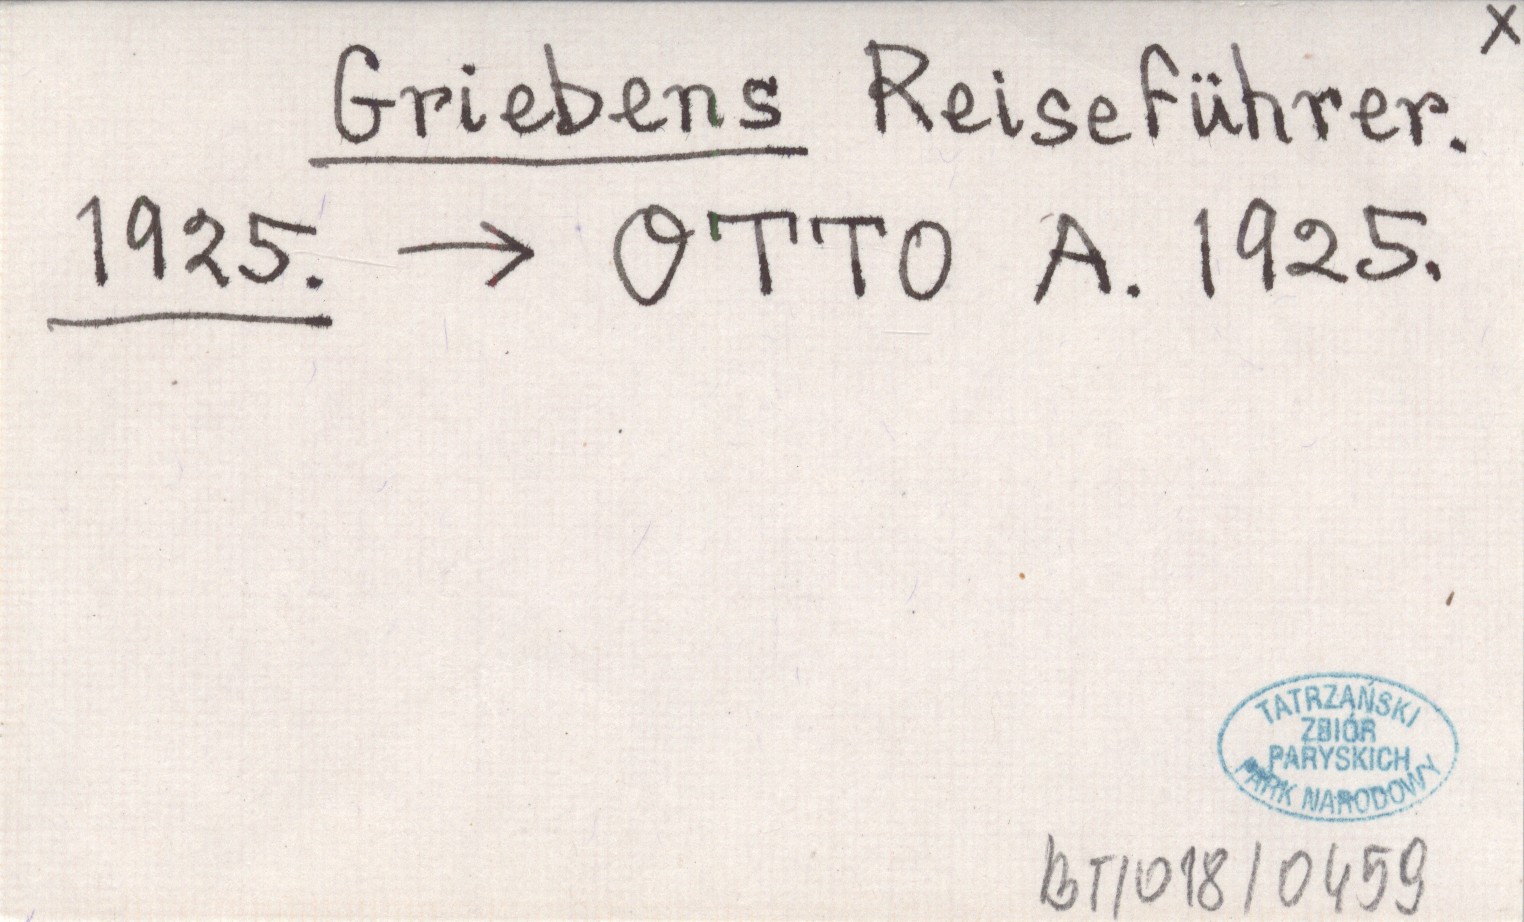 x
Griebens Reiseführer.
1925. → OTTO A. 1925.
TATRZAŃSKI
ZBIÓR
PARYSKICH
PARK NARODOWY
BT/018/0459